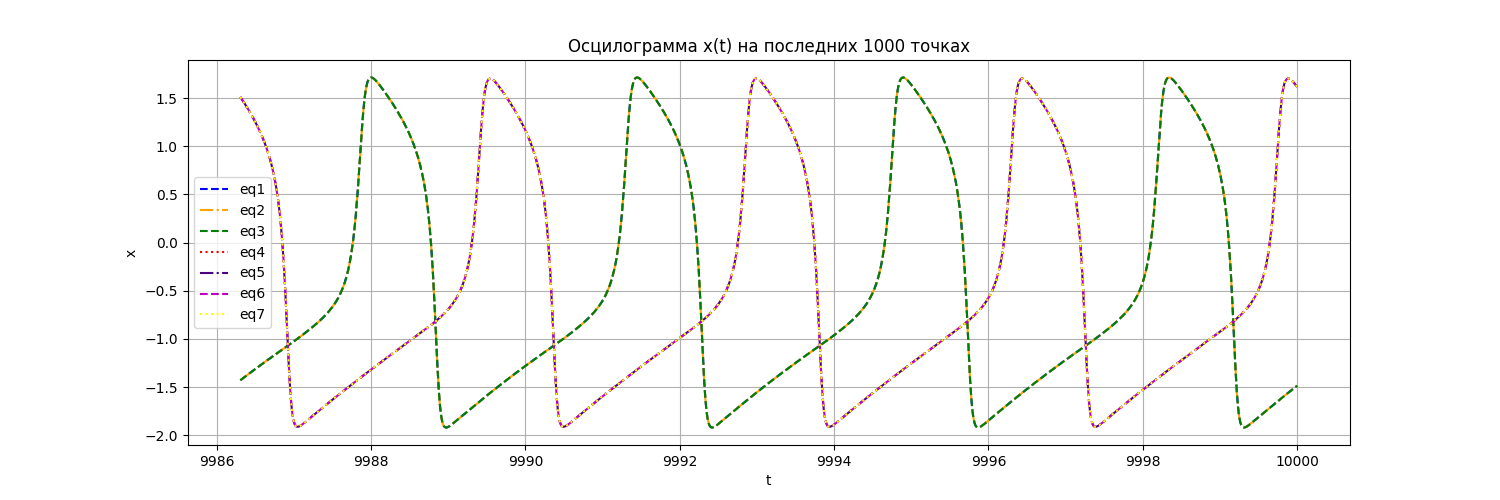 Осцилограмма x(t) на последних 1000 точках
x
1.5
1.0
0.5
0.0
−0.5
−1.0
−1.5
−2.0
eq1
eq2
eq3
eq4
eq5
eq6
eq7
9986 9988 9990 9992 9994 9996 9998 10000
t